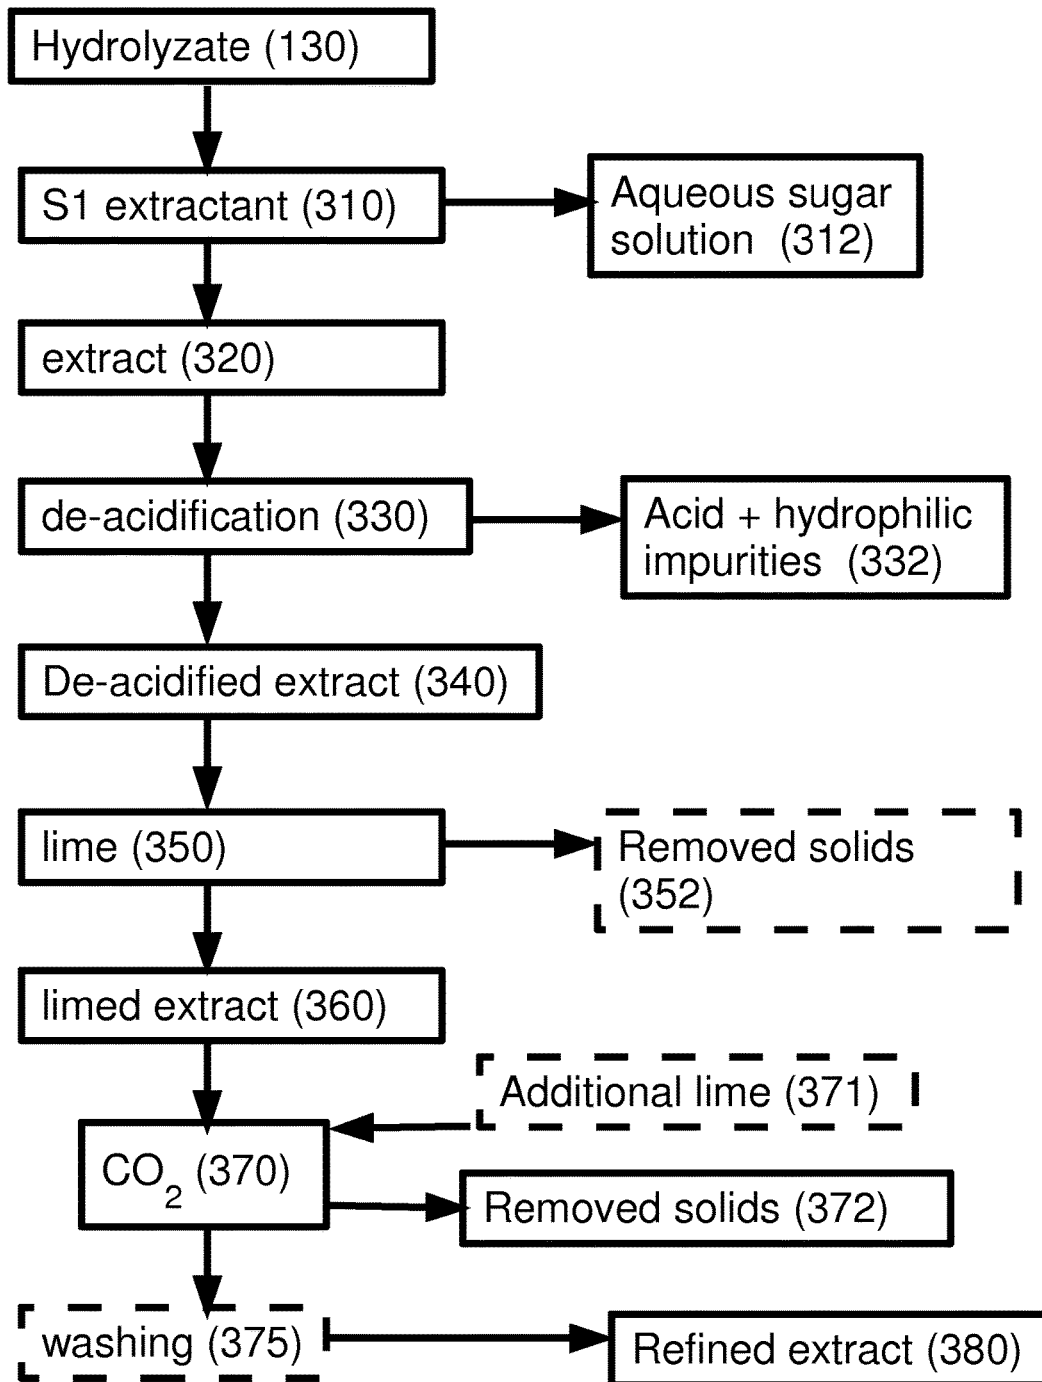 Hydrolyzate (130)
S1 extractant (310)
Aqueous sugar
solution (312)
extract (320)
de-acidification (330)
Acid + hydrophilic
impurities (332)
De-acidified extract (340)
lime (350)
Removed solids
(352)
limed extract (360)
Additional lime (371)
CO2 (370)
Removed solids (372)
washing (375)
Refined extract (380)